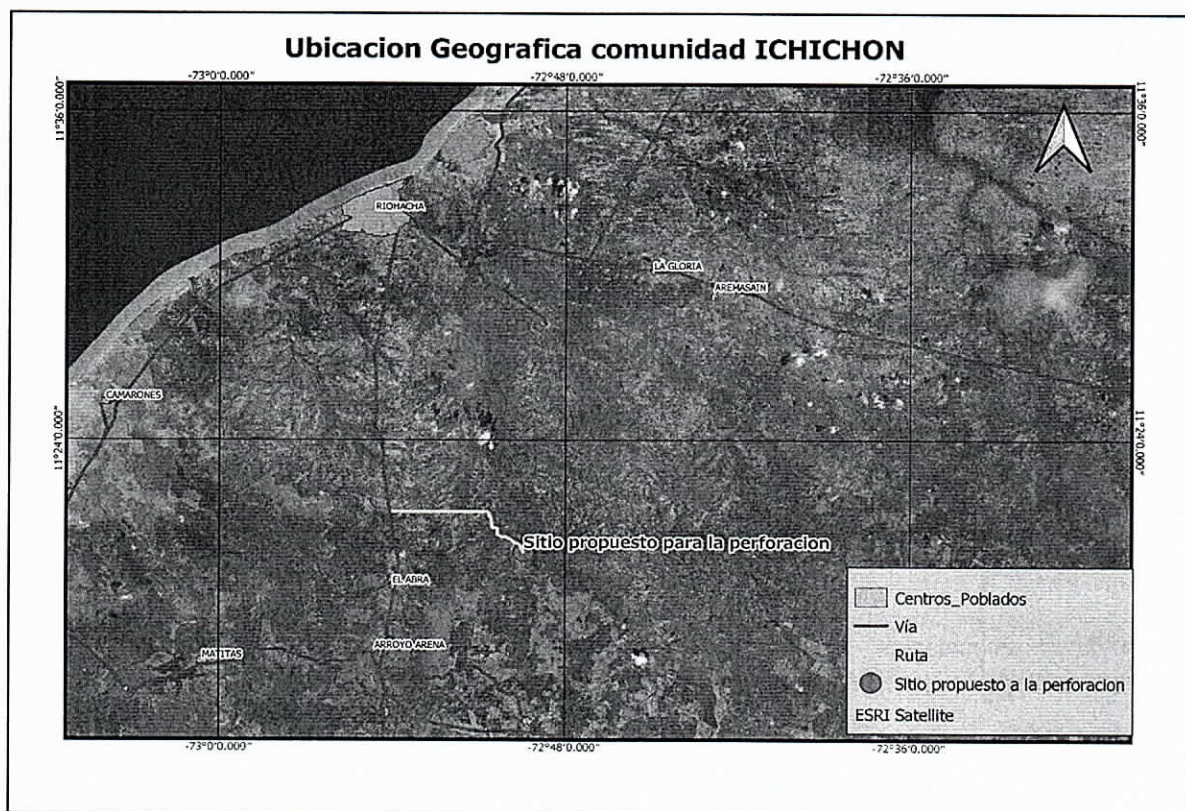 Ubicacion Geografica comunidad ICHICHON
-73°0'0.000"
-72°48'0.000"
-72°36'0.000"
11°36'0.000"
11°36'0.000"
RIOHACHA
LA GLORIA
AREMASAIN
CAMARONES
11°24'0.000"
11°24'0.000"
Sitio propuesto para la perforacion
EL ABRA
ARROYO ARENA
MATITAS
Centros_Poblados
Vía
Ruta
Sitio propuesto a la perforacion
ESRI Satellite
-73°0'0.000"
-72°48'0.000"
-72°36'0.000"